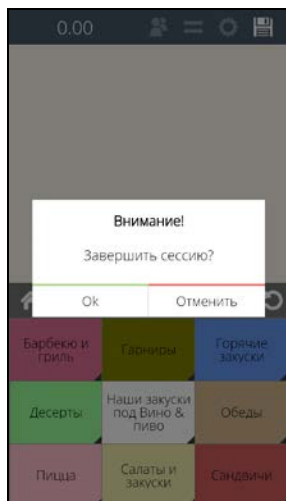 0.00
Внимание!
Завершить сессию?
Ok
Отменить
Барбекю и
гриль
Гарниры
Горячие
закуски
Десерты
Наши закуски
под Вино &
пиво
Обеды
Пицца
Салаты и
закуски
Сандвичи